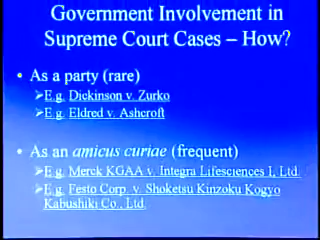 Government Involvement in
Supreme Court Cases – How?
• As a party (rare)
➢E.g. Dickinson v. Zurko
➢E.g. Eldred v. Ashcroft
• As an amicus curiae (frequent)
➢E.g. Merck KGAA v. Integra Lifesciences I, Ltd.
➢E.g. Festo Corp. v. Shoketsu Kinzoku Kogyo
Kabushiki Co., Ltd.